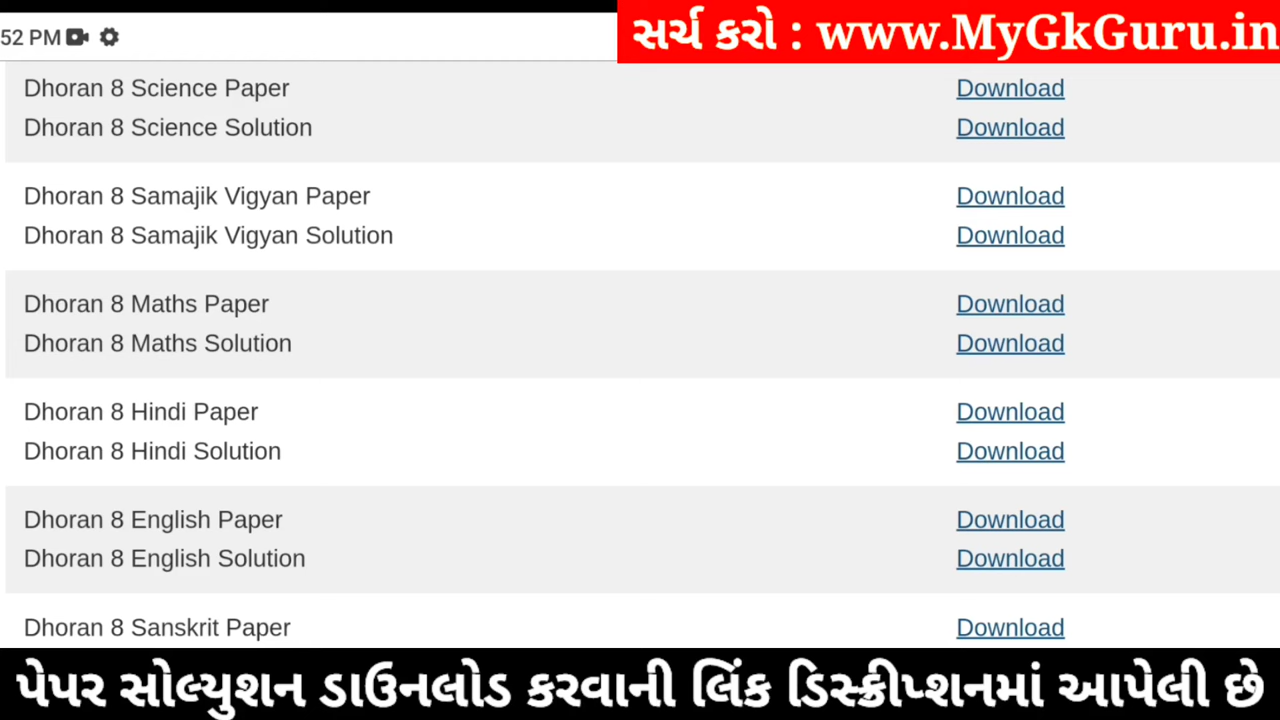 52 PM
સર્ચ કરો : www.MyGkGuru.in
Dhoran 8 Science Paper Download
Dhoran 8 Science Solution Download
Dhoran 8 Samajik Vigyan Paper Download
Dhoran 8 Samajik Vigyan Solution Download
Dhoran 8 Maths Paper Download
Dhoran 8 Maths Solution Download
Dhoran 8 Hindi Paper Download
Dhoran 8 Hindi Solution Download
Dhoran 8 English Paper Download
Dhoran 8 English Solution Download
Dhoran 8 Sanskrit Paper Download
પેપર સોલ્યુશન ડાઉનલોડ કરવાની લિંક ડિસ્ક્રીપ્શનમાં આપેલી છે